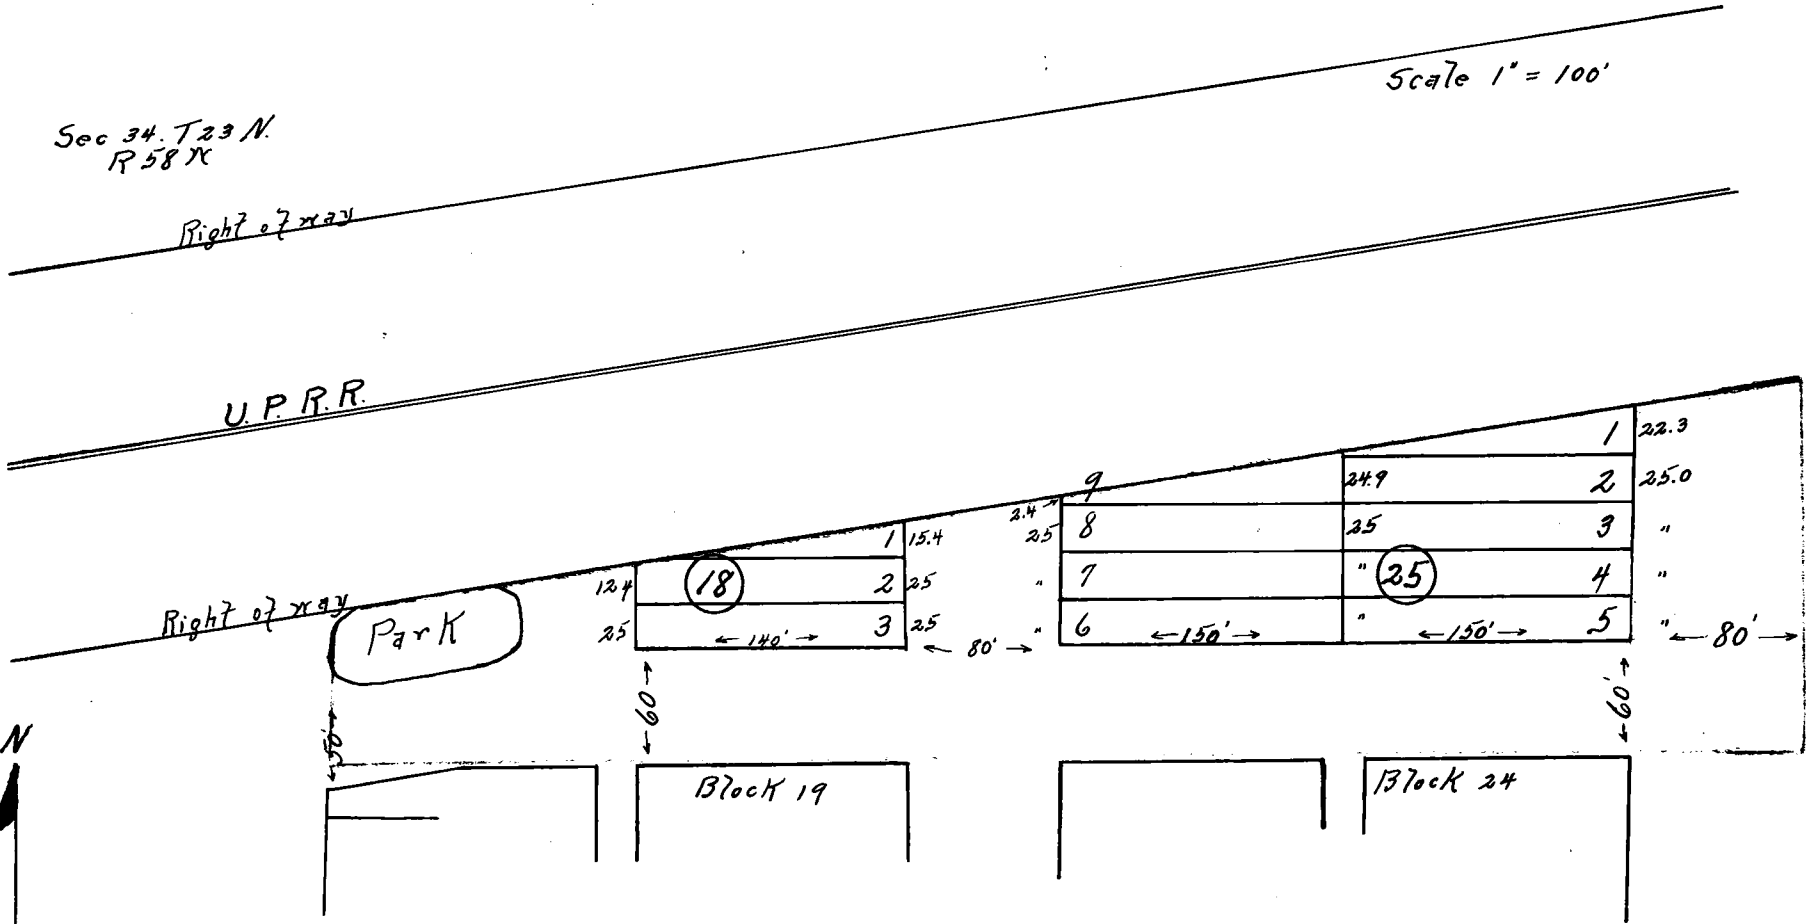 Scale 1" = 100'
Sec 34. T23 N.
R 58 W
Right of way
U.P.R.R.
1 22.3
9 24.9 2 25.0
2.4
1 15.4 25 8 25 3 "
12.4 18 2 25 " 7 " 25 4 "
Right of way
Park
25 ←140'→ 3 25 ← 80' → " 6 ←150'→ " ←150'→ 5 " ←80'→
←60→ ←60'→
N
Block 19 Block 24